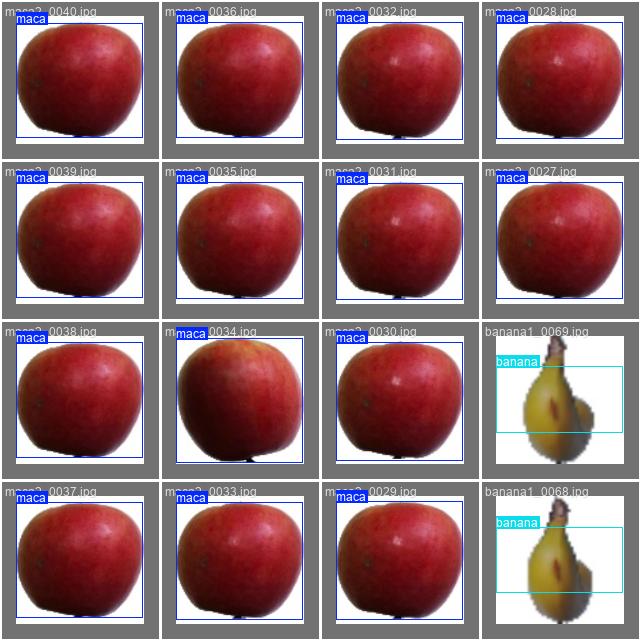 maca2_0040.jpg
maca
maca2_0036.jpg
maca
maca2_0032.jpg
maca
maca2_0028.jpg
maca
maca2_0039.jpg
maca
maca2_0035.jpg
maca
maca2_0031.jpg
maca
maca2_0027.jpg
maca
maca2_0038.jpg
maca
maca2_0034.jpg
maca
maca2_0030.jpg
maca
banana1_0069.jpg
banana
maca2_0037.jpg
maca
maca2_0033.jpg
maca
maca2_0029.jpg
maca
banana1_0068.jpg
banana